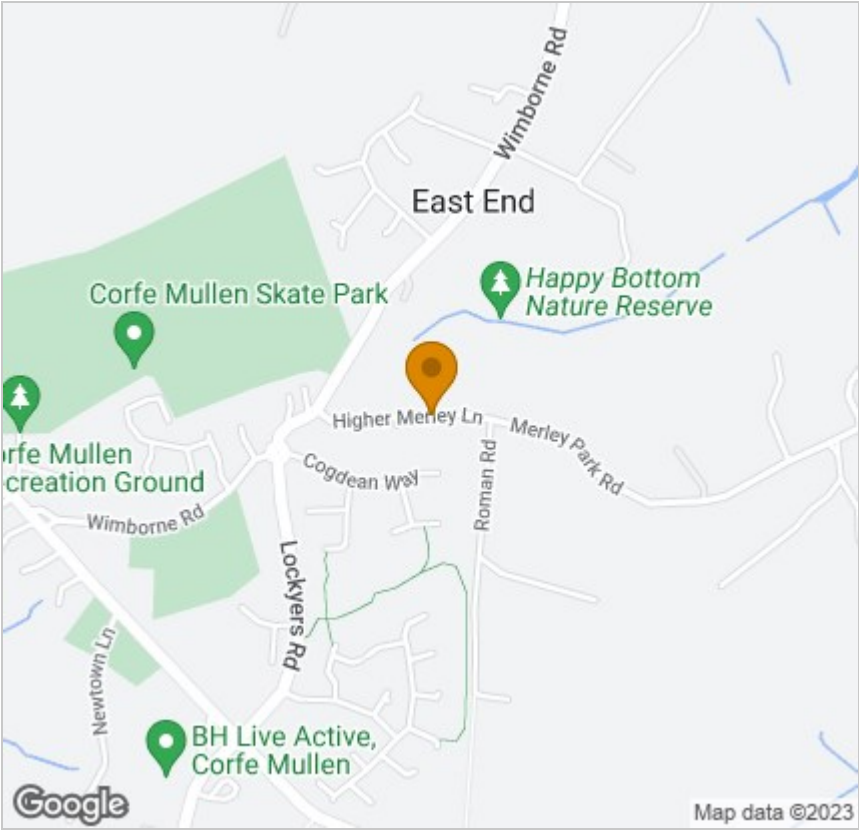 Wimborne Rd
East End
Happy Bottom
Nature Reserve
Corfe Mullen Skate Park
Higher Merley Ln
Merley Park Rd
orfe Mullen
creation Ground
Cogdean Way
Roman Rd
Wimborne Rd
Lockyers Rd
Newtown Ln
BH Live Active,
Corfe Mullen
Google
Map data ©2023